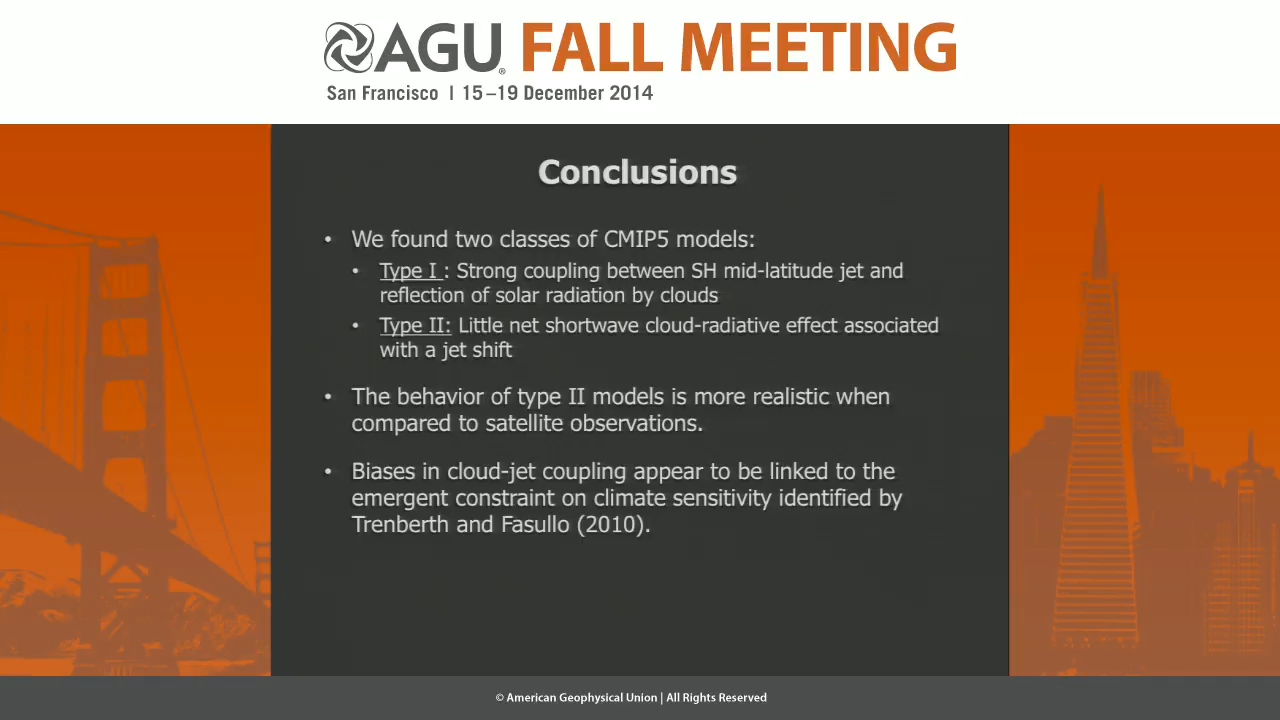 AGU FALL MEETING
San Francisco | 15–19 December 2014
Conclusions
• We found two classes of CMIP5 models:
• Type I : Strong coupling between SH mid-latitude jet and
reflection of solar radiation by clouds
• Type II: Little net shortwave cloud-radiative effect associated
with a jet shift
• The behavior of type II models is more realistic when
compared to satellite observations.
• Biases in cloud-jet coupling appear to be linked to the
emergent constraint on climate sensitivity identified by
Trenberth and Fasullo (2010).
© American Geophysical Union | All Rights Reserved